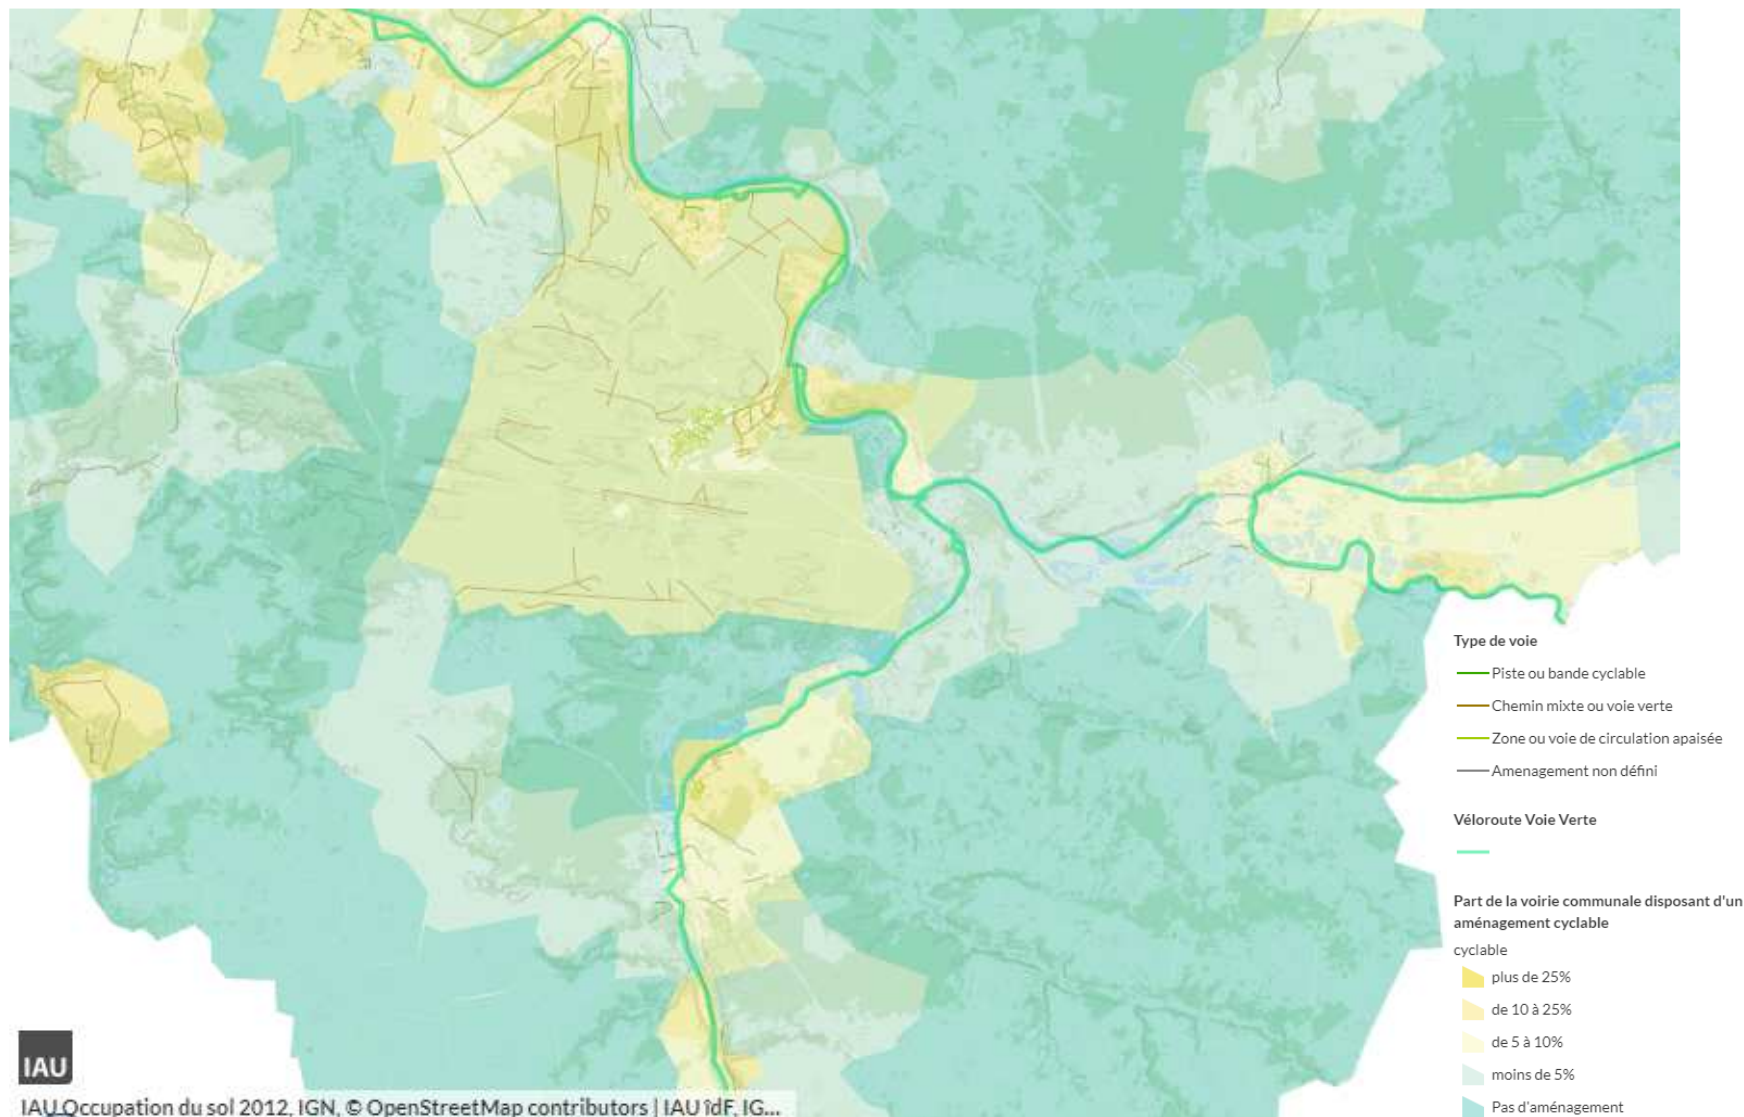 Type de voie
Piste ou bande cyclable
Chemin mixte ou voie verte
Zone ou voie de circulation apaisée
Amenagement non défini
Véloroute Voie Verte
Part de la voirie communale disposant d'un
aménagement cyclable
cyclable
plus de 25%
de 10 à 25%
de 5 à 10%
moins de 5%
Pas d'aménagement
IAU
IAU Occupation du sol 2012, IGN, © OpenStreetMap contributors | IAU îdF, IG...